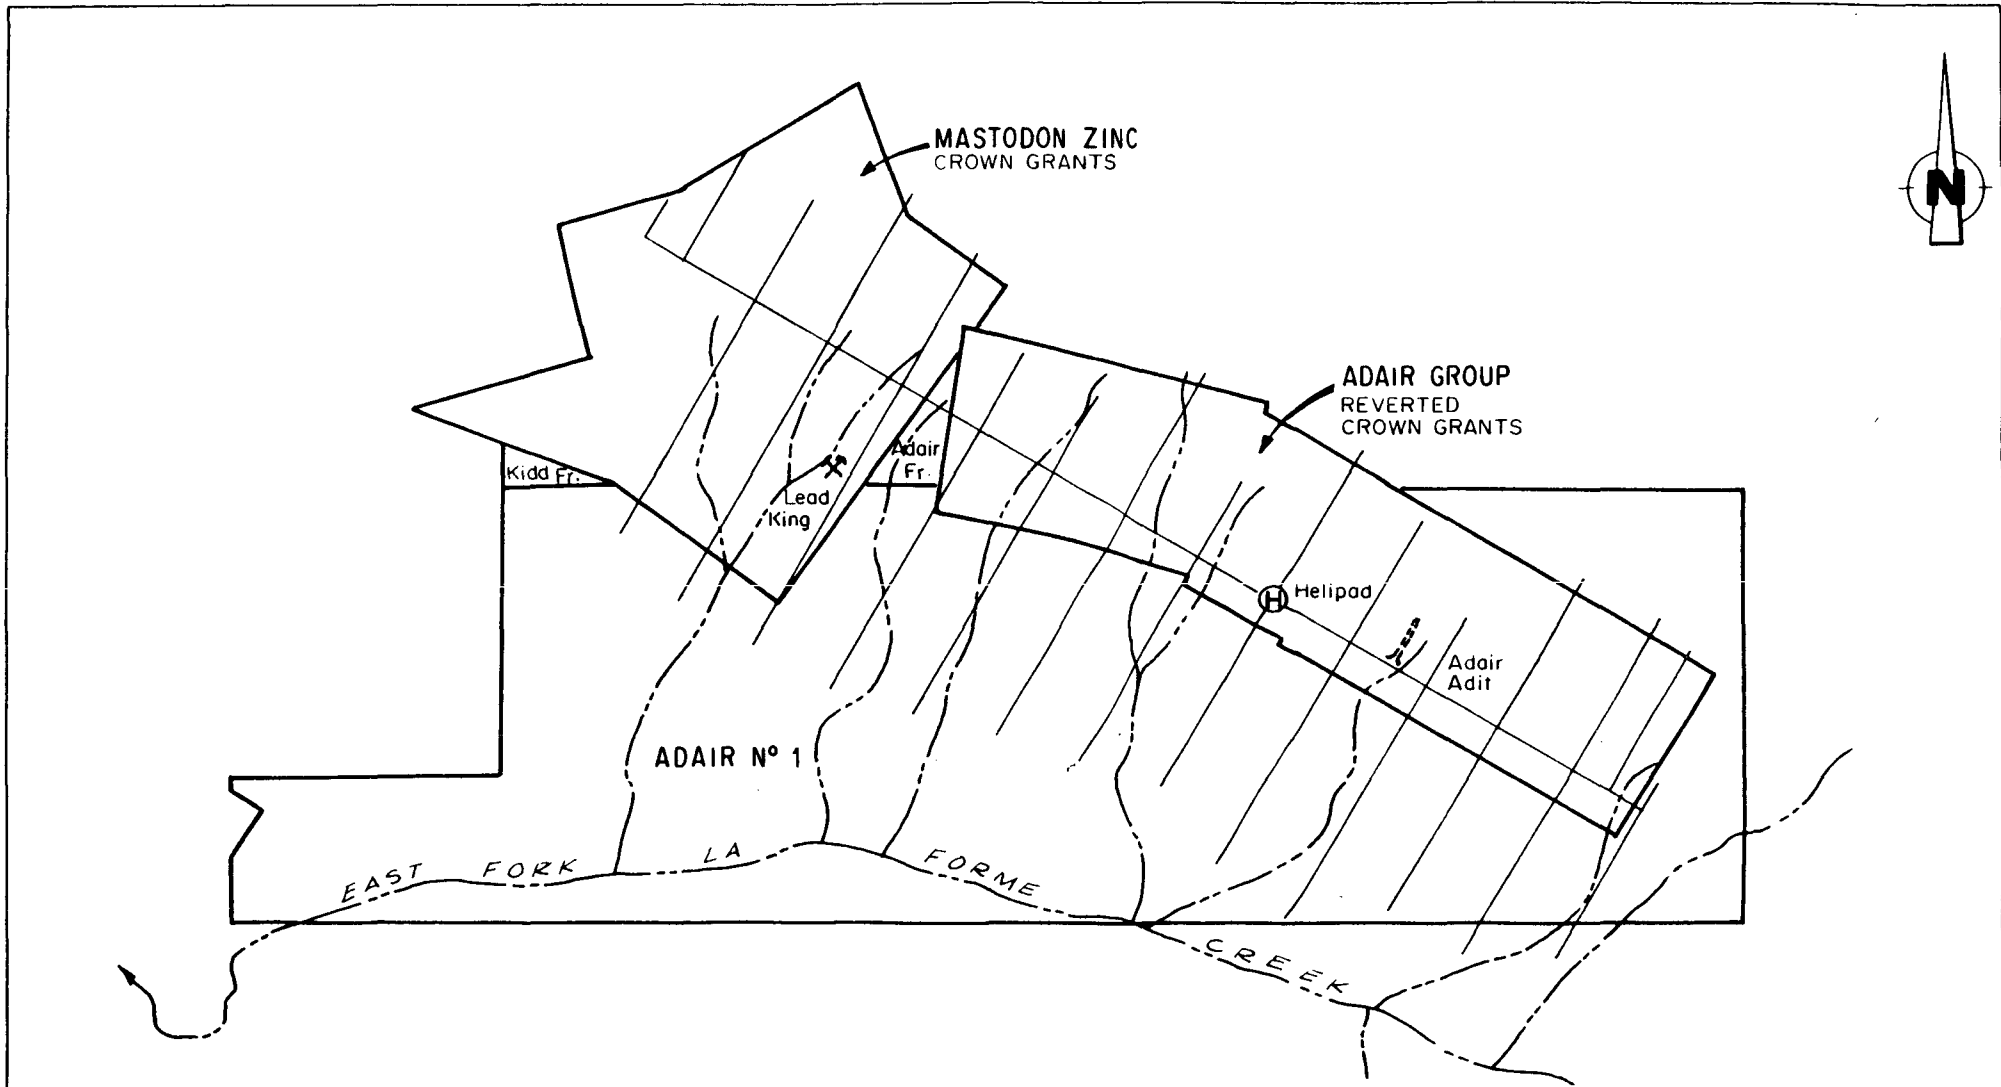 MASTODON ZINC
CROWN GRANTS
N
ADAIR GROUP
REVERTED
CROWN GRANTS
Adair
Fr.
Kidd Fr.
Lead
King
H Helipad
Adair
Adit
ADAIR Nº 1
EAST FORK LA FORME CREEK